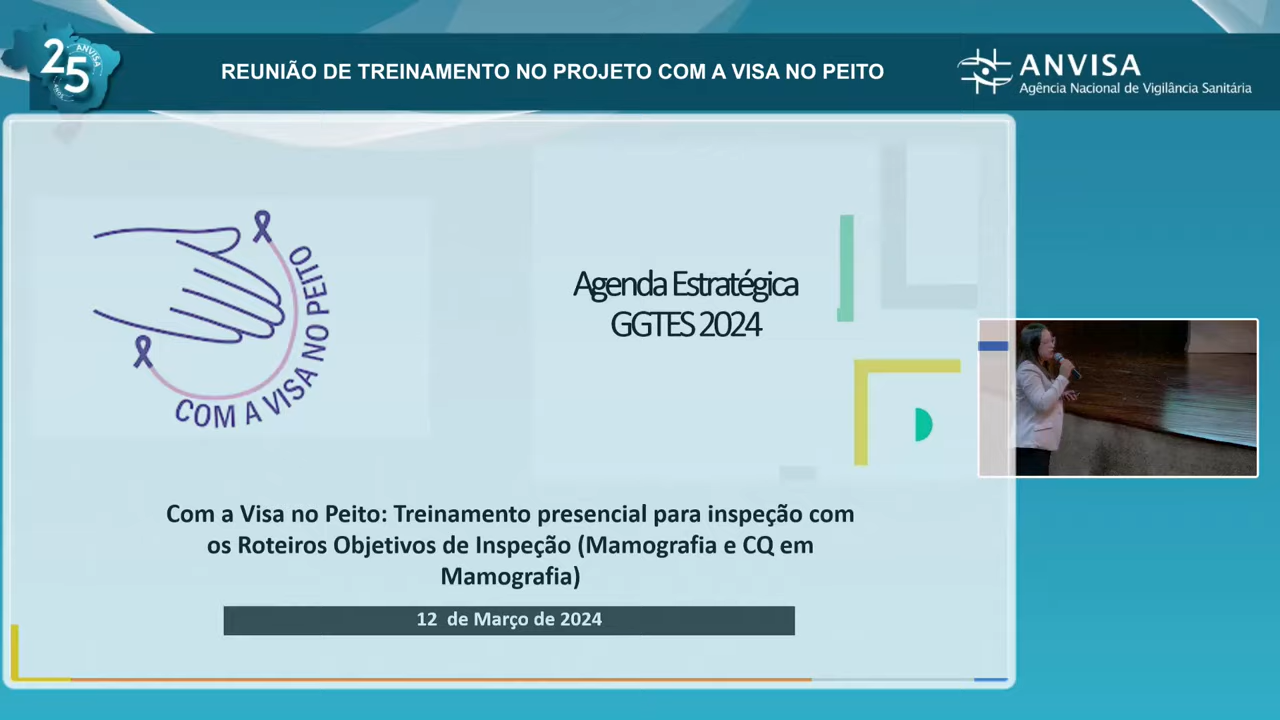 25
ANVISA
ANOS
REUNIÃO DE TREINAMENTO NO PROJETO COM A VISA NO PEITO
ANVISA
Agência Nacional de Vigilância Sanitária
COM A VISA NO PEITO
Agenda Estratégica
GGTES 2024
Com a Visa no Peito: Treinamento presencial para inspeção com
os Roteiros Objetivos de Inspeção (Mamografia e CQ em
Mamografia)
12 de Março de 2024